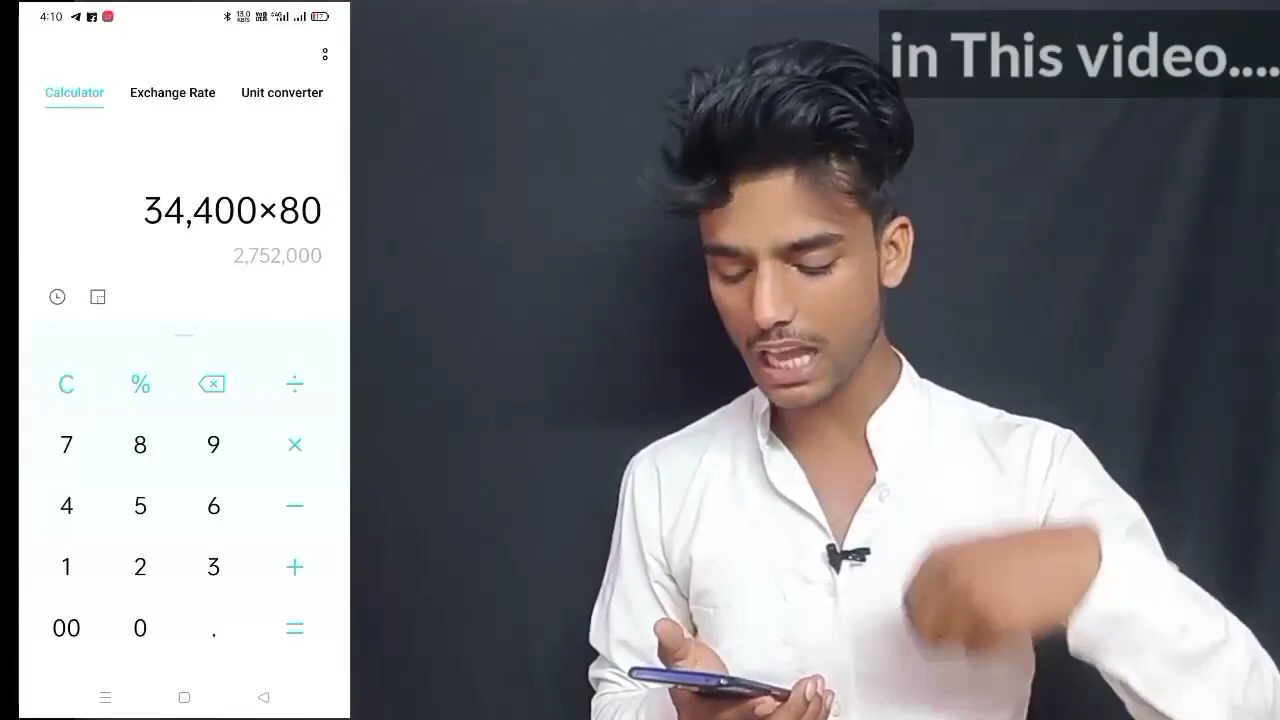 4:10
in This video....
Calculator Exchange Rate Unit converter
34,400×80
2,752,000
C % ÷
7 8 9 ×
4 5 6 −
1 2 3 +
00 0 . =